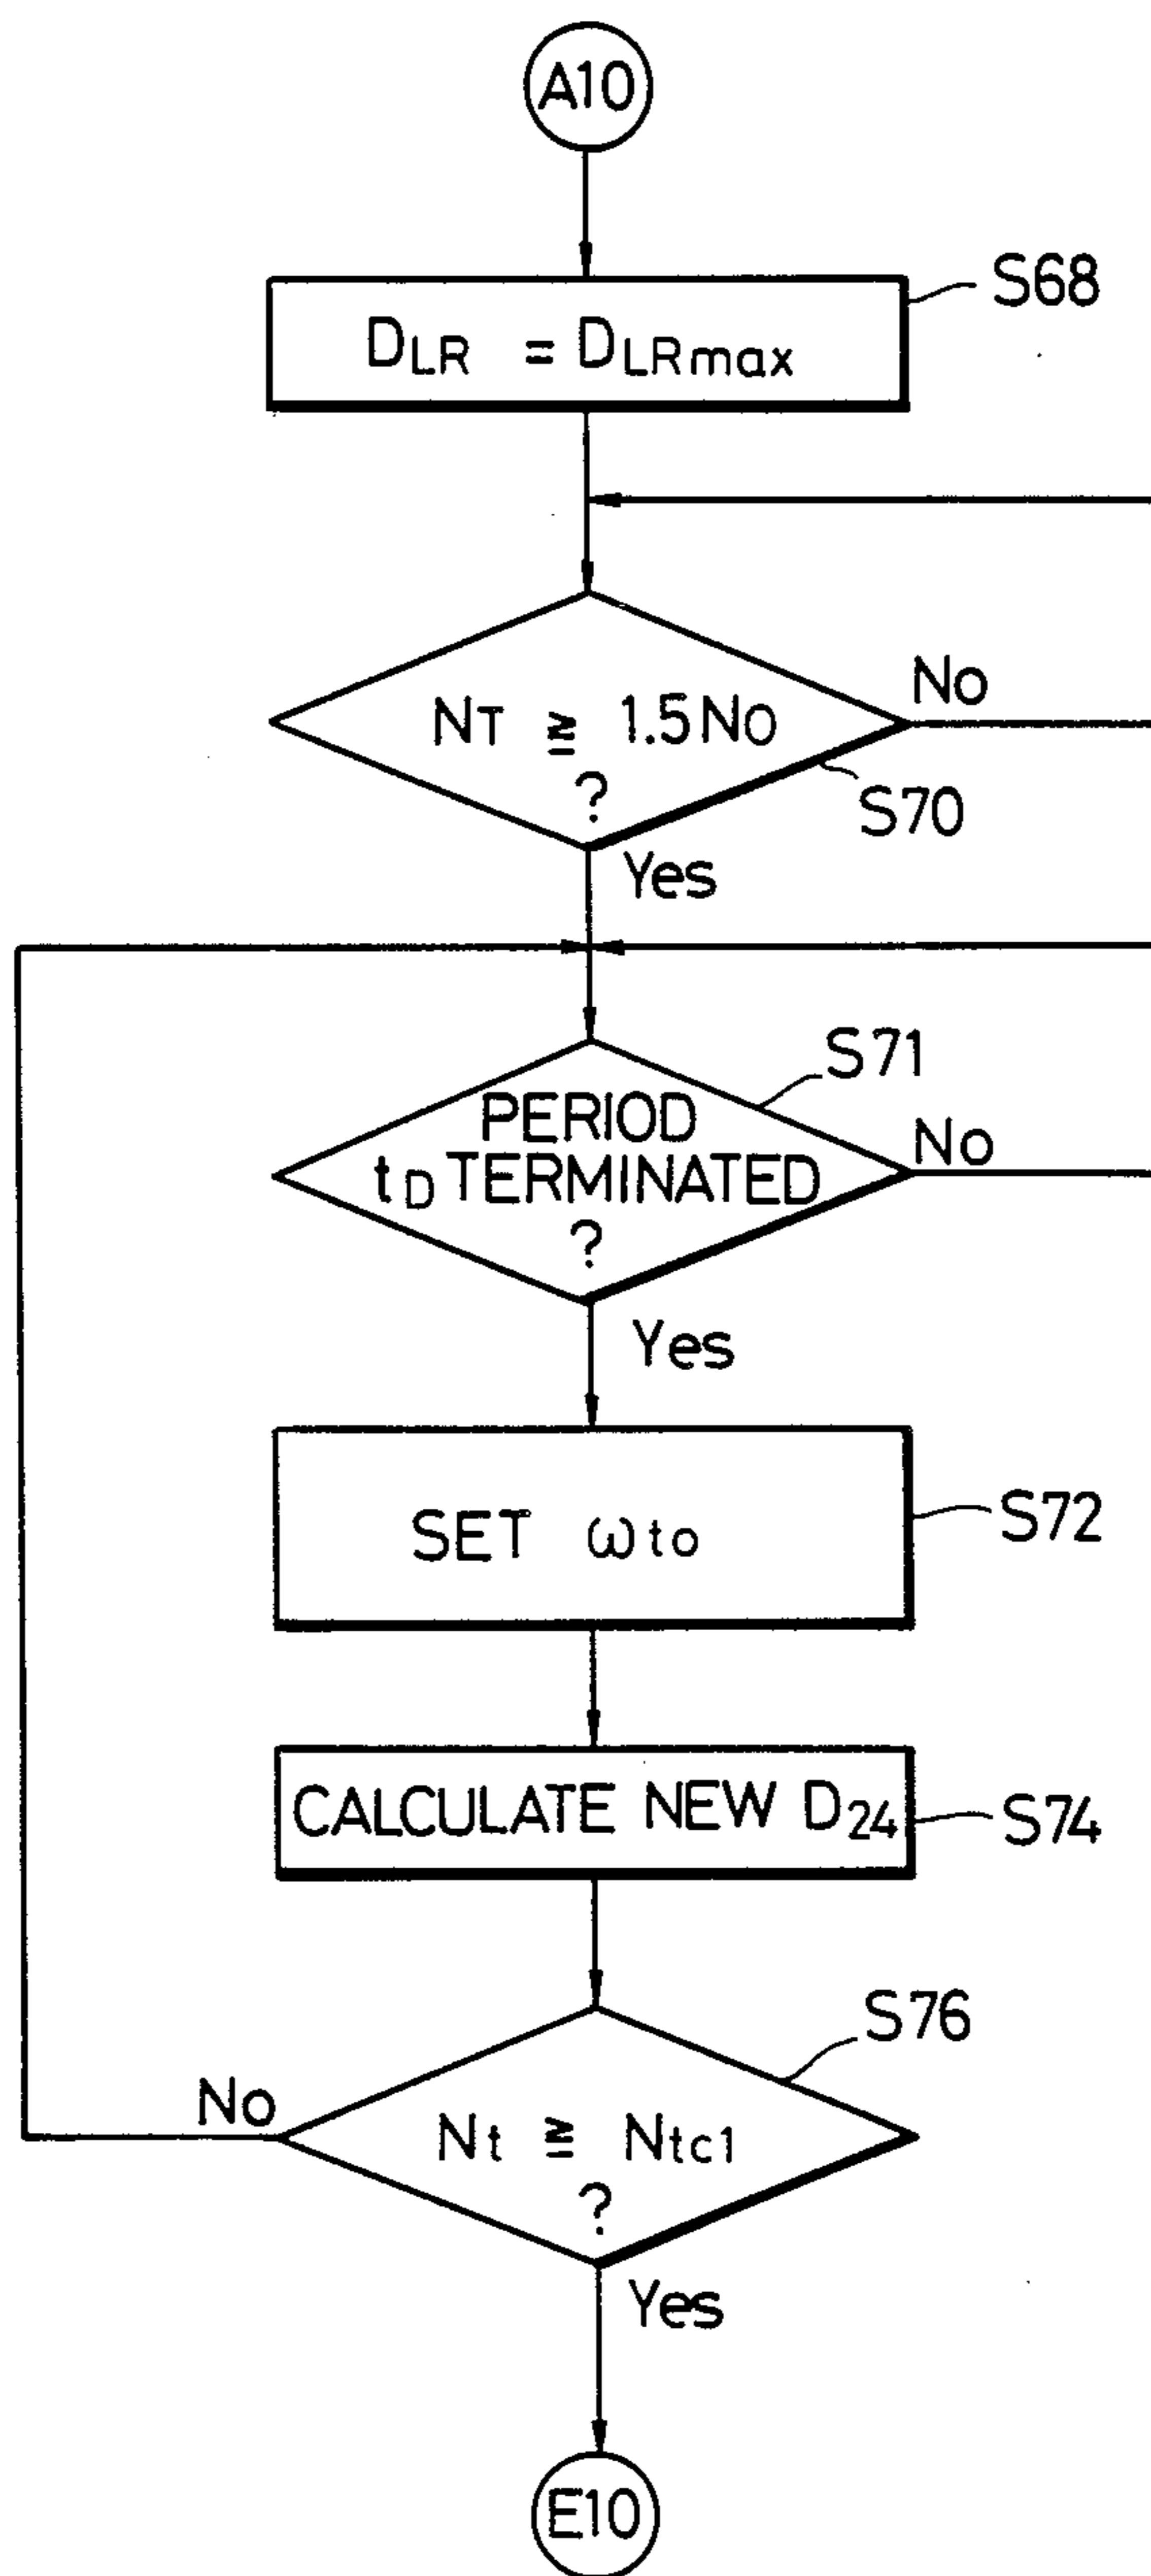 A10
S68
DLR = DLRmax
No
NT ≧ 1.5 No
?
S70
Yes
S71
PERIOD
tD TERMINATED
?
No
Yes
SET ωto
S72
CALCULATE NEW D24
S74
S76
No
Nt ≧ Ntc1
?
Yes
E10